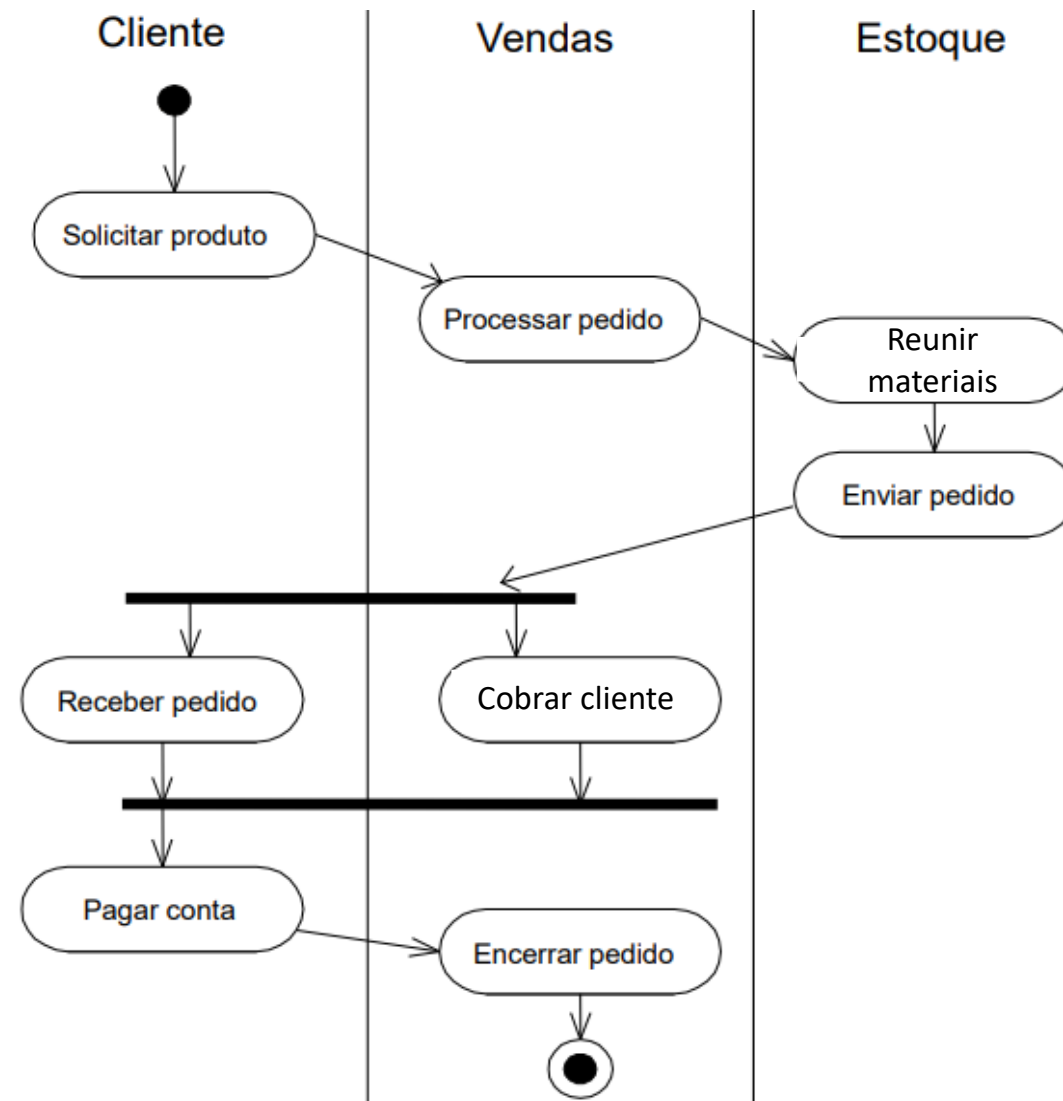 Cliente
Vendas
Estoque
Solicitar produto
Processar pedido
Reunir
materiais
Enviar pedido
Receber pedido
Cobrar cliente
Pagar conta
Encerrar pedido